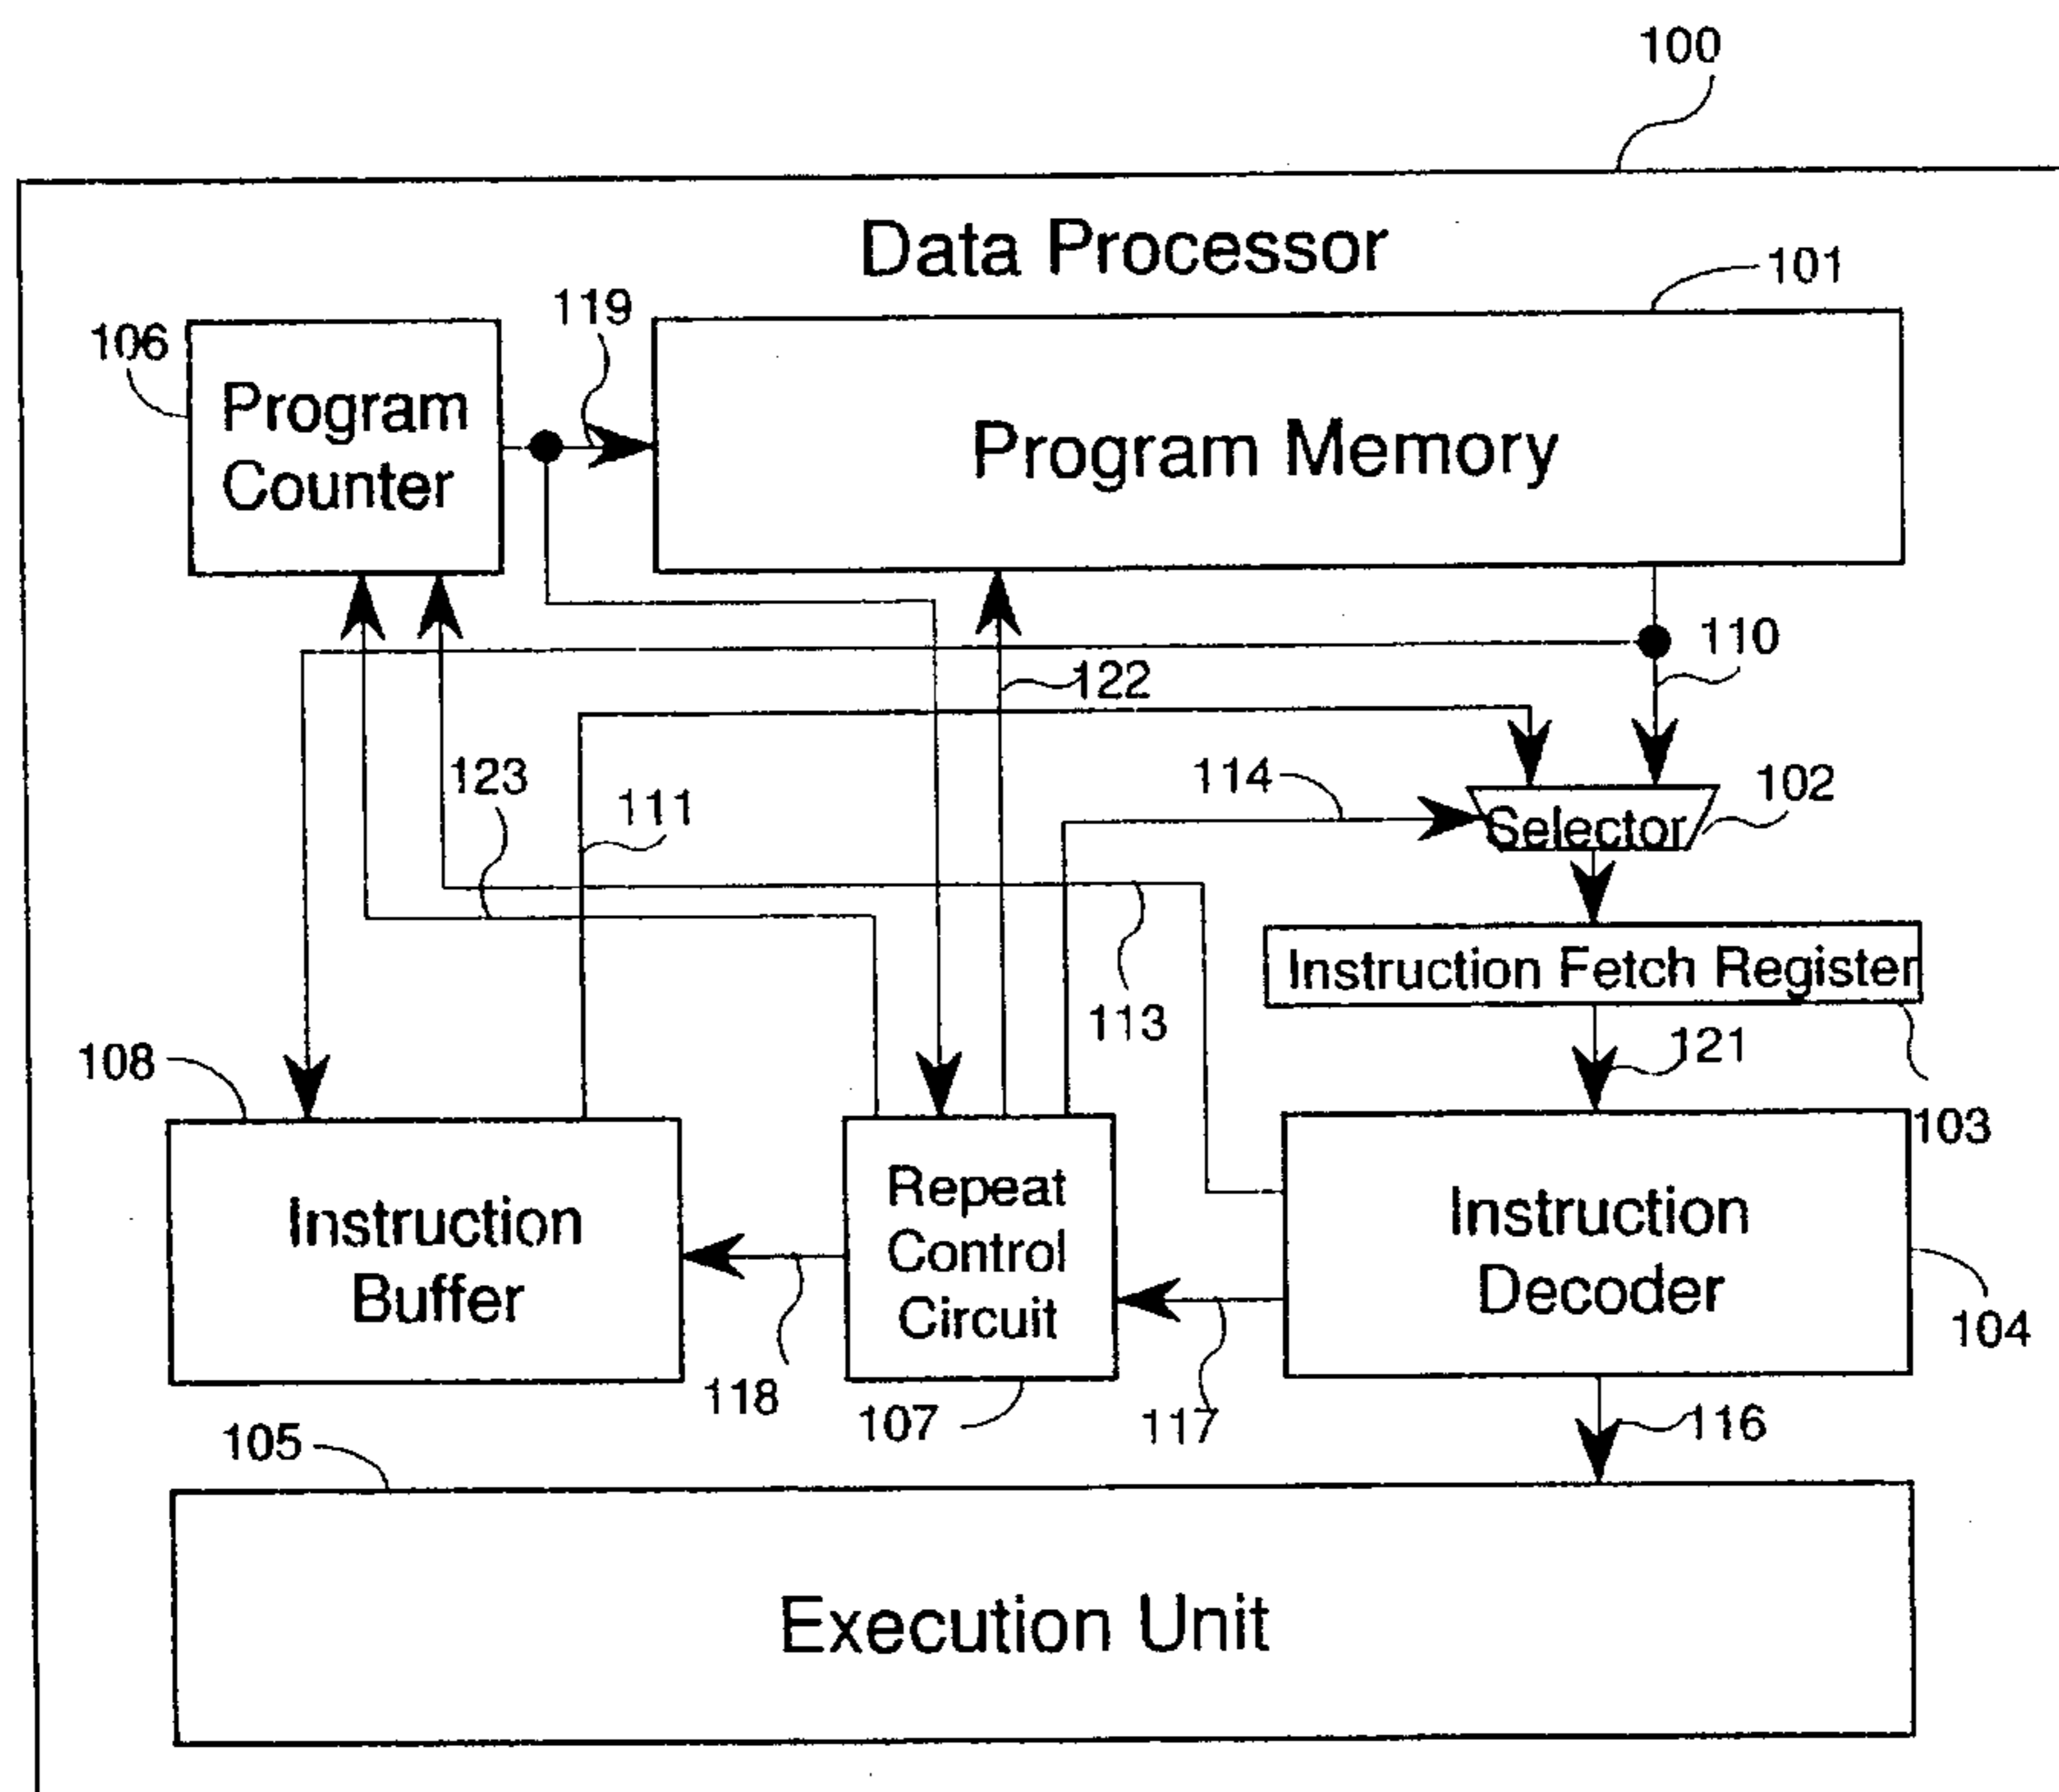 100
Data Processor
101
119
106
Program
Counter
Program Memory
110
122
123
111
114
102
Selector
Instruction Fetch Register
113
121
108
103
Instruction
Buffer
Repeat
Control
Circuit
Instruction
Decoder
104
118
107
117
116
105
Execution Unit